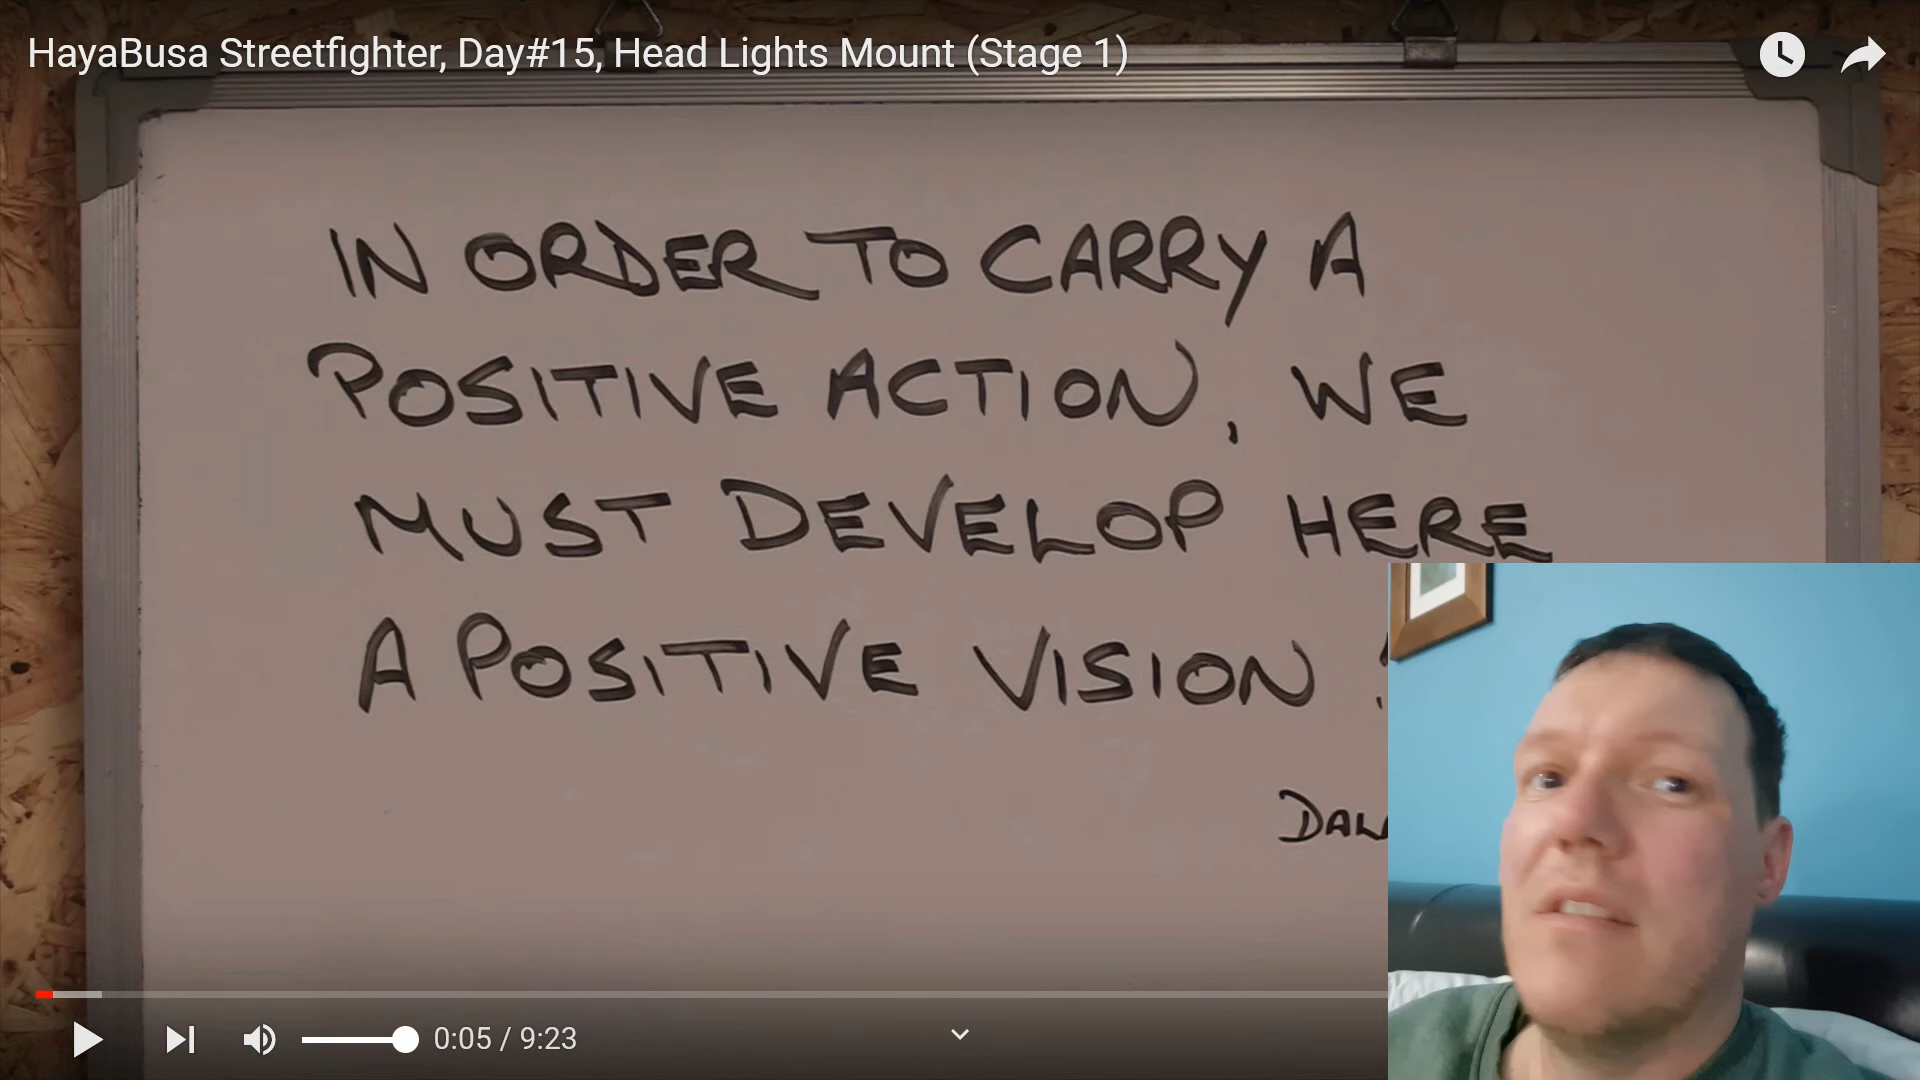 HayaBusa Streetfighter, Day#15, Head Lights Mount (Stage 1)
IN ORDER TO CARRY A
POSITIVE ACTION, WE
MUST DEVELOP HERE
A POSITIVE VISION !
0:05 / 9:23